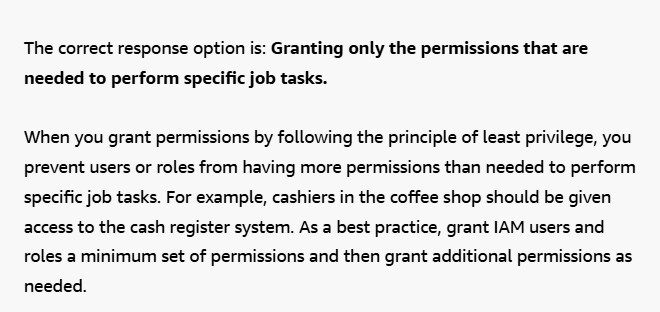 The correct response option is: Granting only the permissions that are
needed to perform specific job tasks.
When you grant permissions by following the principle of least privilege, you
prevent users or roles from having more permissions than needed to perform
specific job tasks. For example, cashiers in the coffee shop should be given
access to the cash register system. As a best practice, grant IAM users and
roles a minimum set of permissions and then grant additional permissions as
needed.